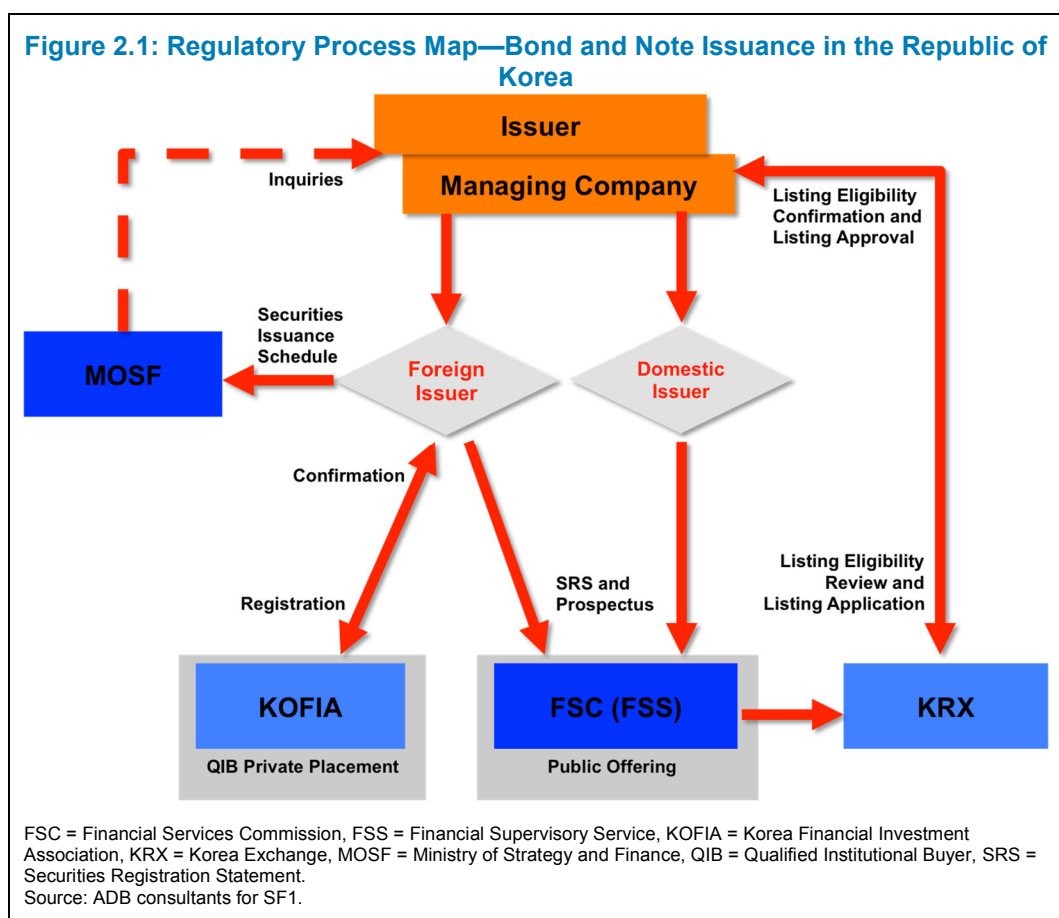 Figure 2.1: Regulatory Process Map—Bond and Note Issuance in the Republic of
Korea
Issuer
Managing Company
Inquiries
Listing Eligibility
Confirmation and
Listing Approval
Securities
Issuance
Schedule
MOSF
Foreign
Issuer
Domestic
Issuer
Confirmation
Registration
SRS and
Prospectus
Listing Eligibility
Review and
Listing Application
KOFIA
QIB Private Placement
FSC (FSS)
Public Offering
KRX
FSC = Financial Services Commission, FSS = Financial Supervisory Service, KOFIA = Korea Financial Investment
Association, KRX = Korea Exchange, MOSF = Ministry of Strategy and Finance, QIB = Qualified Institutional Buyer, SRS =
Securities Registration Statement.
Source: ADB consultants for SF1.